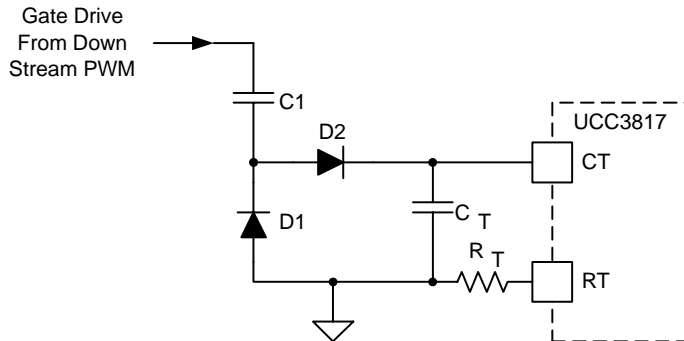 Gate Drive
From Down
Stream PWM
C1
D2
UCC3817
CT
D1
C T
R T
RT